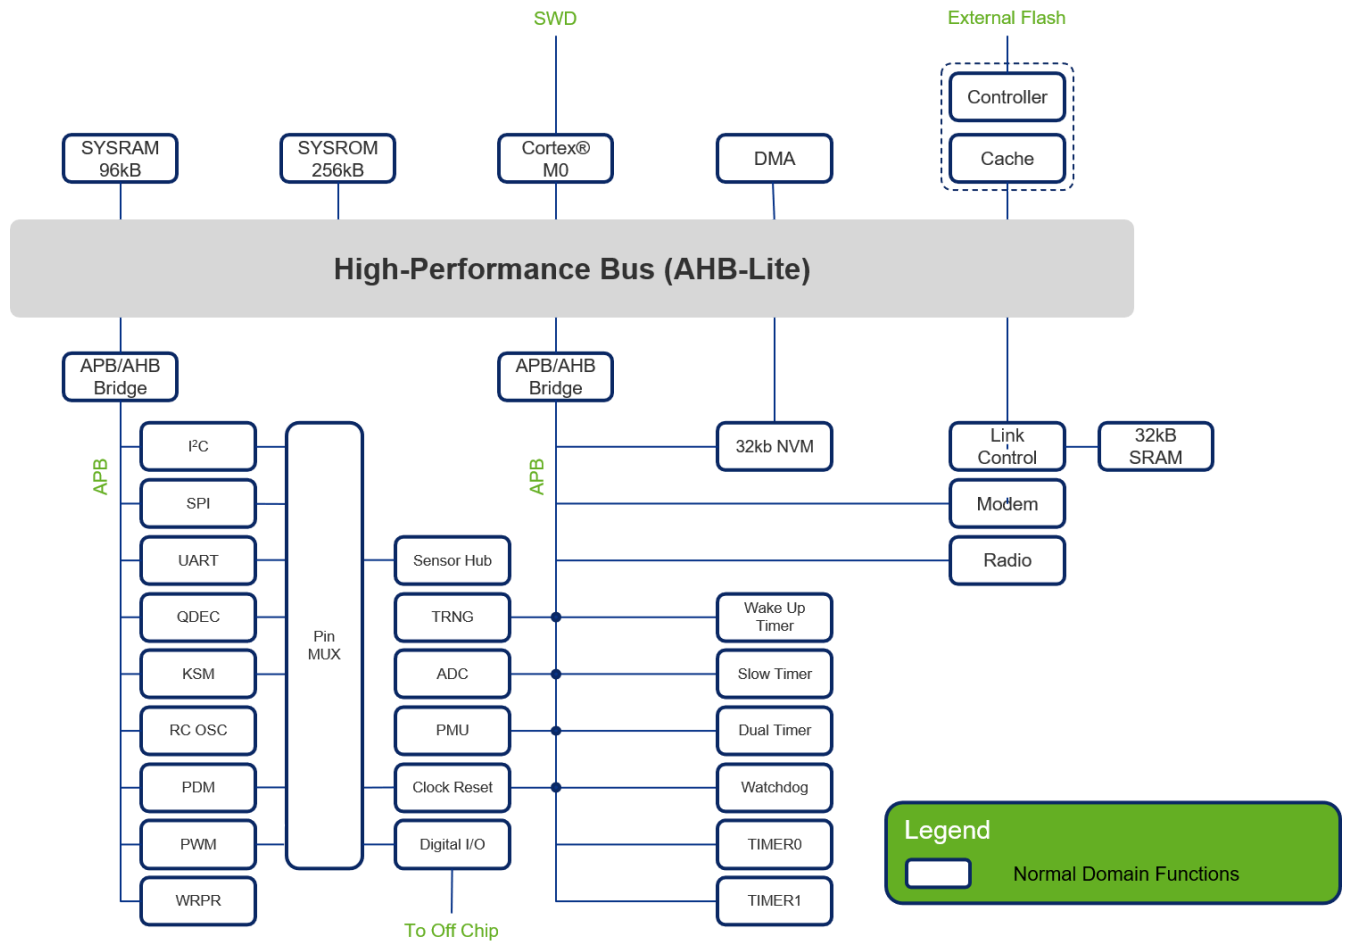 SWD
External Flash
Controller
SYSRAM
96kB
SYSROM
256kB
Cortex®
M0
DMA
Cache
High-Performance Bus (AHB-Lite)
APB/AHB
Bridge
APB/AHB
Bridge
APB
I²C
SPI
UART
QDEC
KSM
RC OSC
PDM
PWM
WRPR
Pin
MUX
Sensor Hub
TRNG
ADC
PMU
Clock Reset
Digital I/O
To Off Chip
APB
32kb NVM
Wake Up
Timer
Slow Timer
Dual Timer
Watchdog
TIMER0
TIMER1
Link
Control
32kB
SRAM
Modem
Radio
Legend
Normal Domain Functions